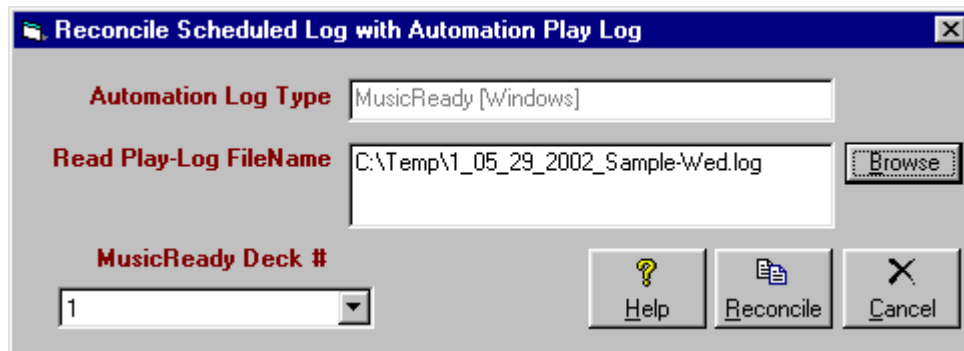 Reconcile Scheduled Log with Automation Play Log
Automation Log Type
MusicReady [Windows]
Read Play-Log FileName
C:\Temp\1_05_29_2002_Sample-Wed.log
Browse
MusicReady Deck #
1
Help
Reconcile
Cancel